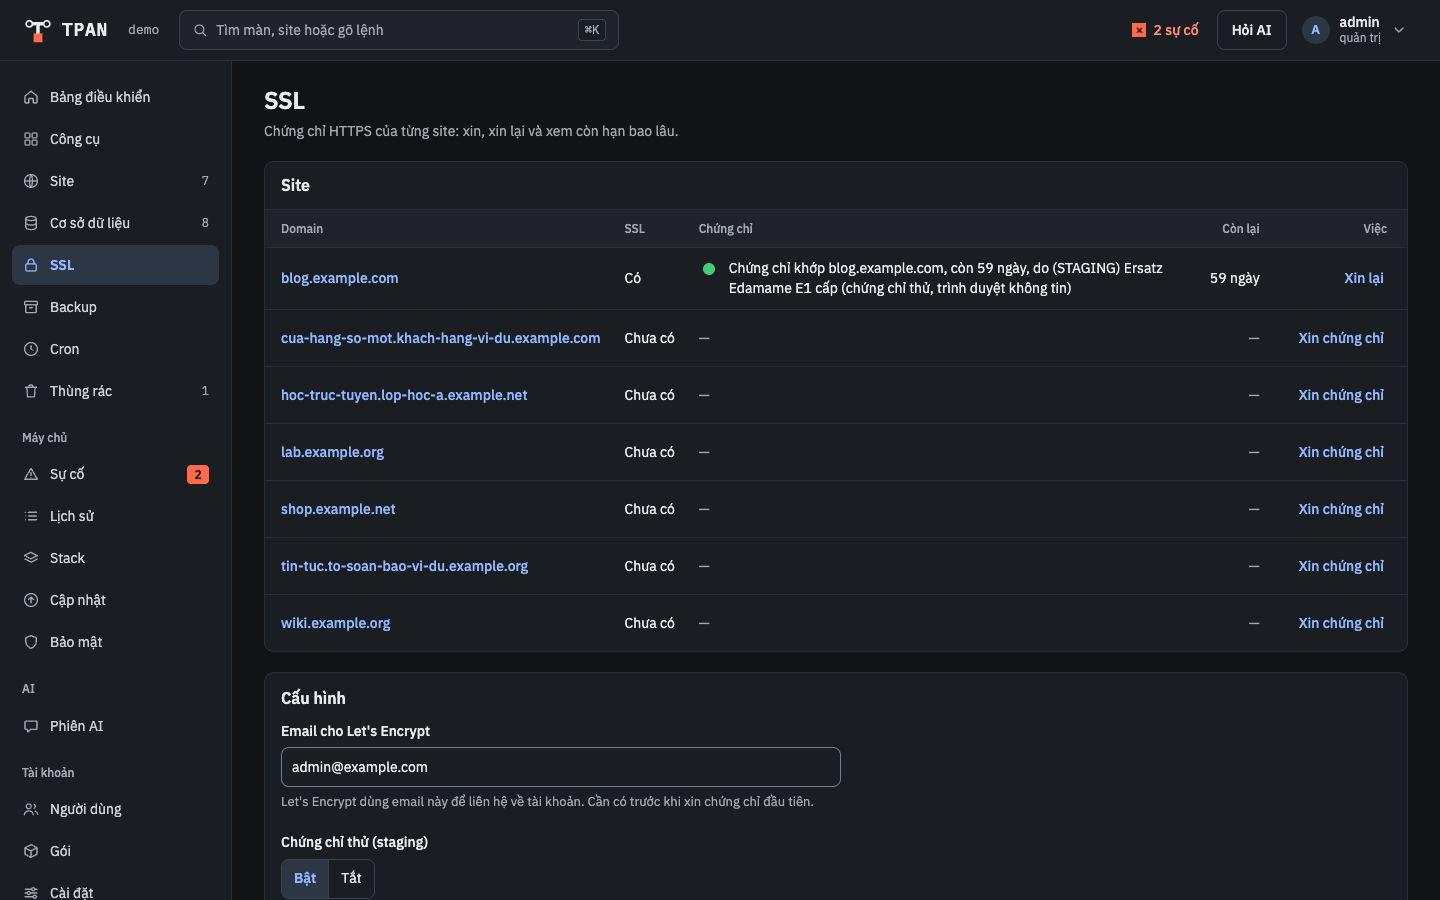 TPAN demo
Tìm màn, site hoặc gõ lệnh ⌘K
2 sự cố
Hỏi AI
A
admin
quản trị
Bảng điều khiển
Công cụ
Site 7
Cơ sở dữ liệu 8
SSL
Backup
Cron
Thùng rác 1
Máy chủ
Sự cố 2
Lịch sử
Stack
Cập nhật
Bảo mật
AI
Phiên AI
Tài khoản
Người dùng
Gói
Cài đặt
SSL
Chứng chỉ HTTPS của từng site: xin, xin lại và xem còn hạn bao lâu.
Site
Domain SSL Chứng chỉ Còn lại Việc
blog.example.com Có Chứng chỉ khớp blog.example.com, còn 59 ngày, do (STAGING) Ersatz
Edamame E1 cấp (chứng chỉ thử, trình duyệt không tin) 59 ngày Xin lại
cua-hang-so-mot.khach-hang-vi-du.example.com Chưa có — — Xin chứng chỉ
hoc-truc-tuyen.lop-hoc-a.example.net Chưa có — — Xin chứng chỉ
lab.example.org Chưa có — — Xin chứng chỉ
shop.example.net Chưa có — — Xin chứng chỉ
tin-tuc.to-soan-bao-vi-du.example.org Chưa có — — Xin chứng chỉ
wiki.example.org Chưa có — — Xin chứng chỉ
Cấu hình
Email cho Let's Encrypt
admin@example.com
Let's Encrypt dùng email này để liên hệ về tài khoản. Cần có trước khi xin chứng chỉ đầu tiên.
Chứng chỉ thử (staging)
Bật Tắt